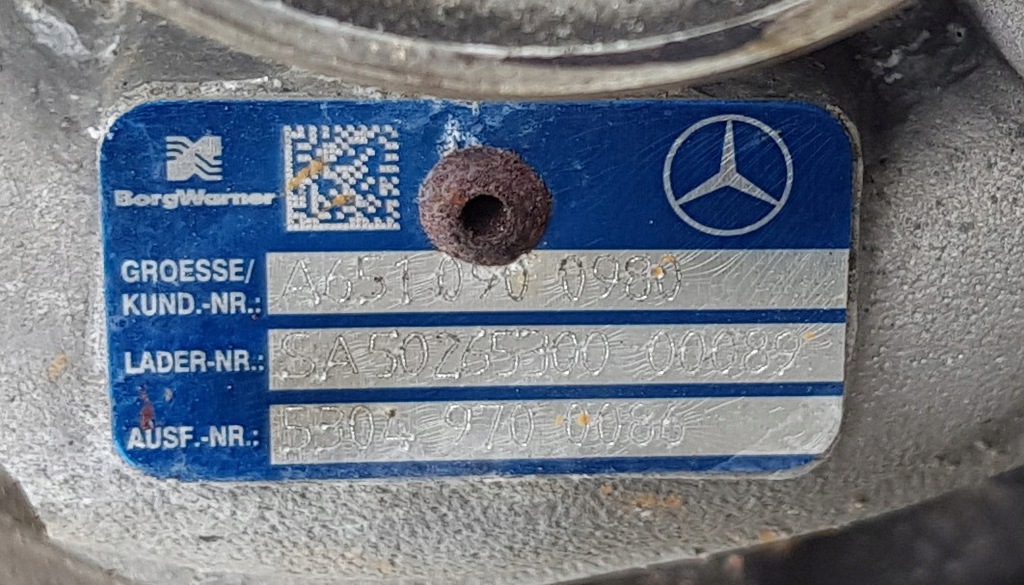 BorgWarner
GROESSE/
KUND.-NR.: A651 090 0980
LADER-NR.: SA50265300 00089
AUSF.-NR.: 5304 970 0086